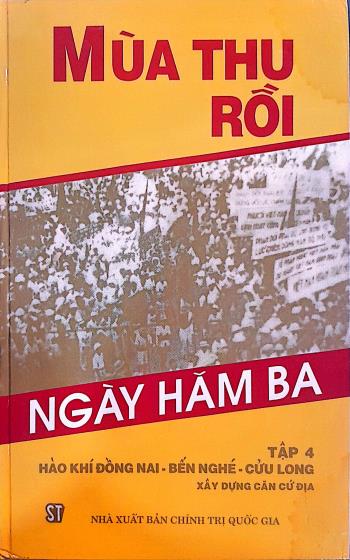 MÙA THU
RỒI
NGÀY HĂM BA
TẬP 4
HÀO KHÍ ĐỒNG NAI - BẾN NGHÉ - CỬU LONG
XÂY DỰNG CĂN CỨ ĐỊA
ST
NHÀ XUẤT BẢN CHÍNH TRỊ QUỐC GIA